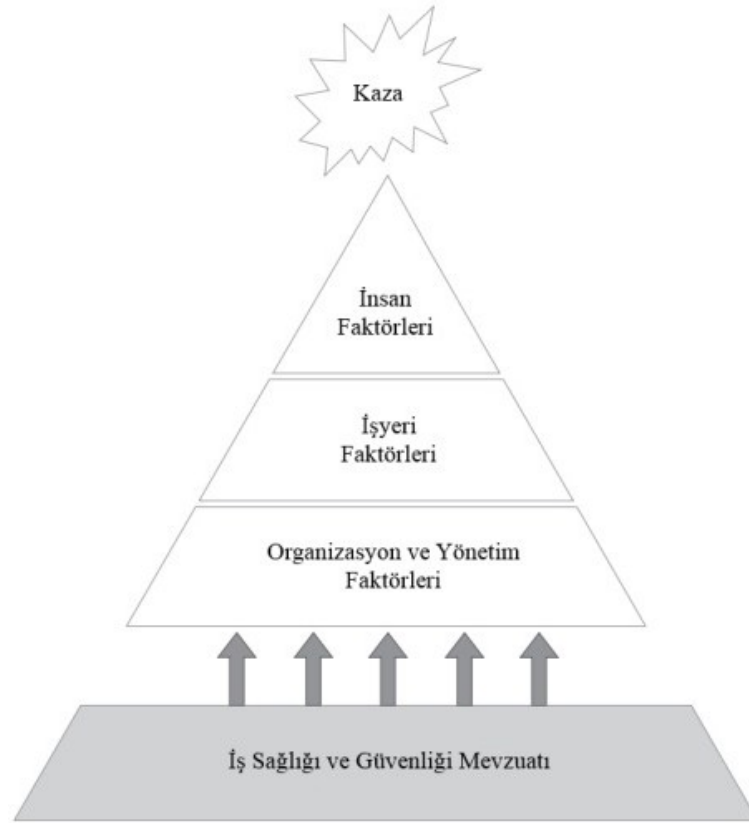 Kaza
İnsan
Faktörleri
İşyeri
Faktörleri
Organizasyon ve Yönetim
Faktörleri
İş Sağlığı ve Güvenliği Mevzuatı